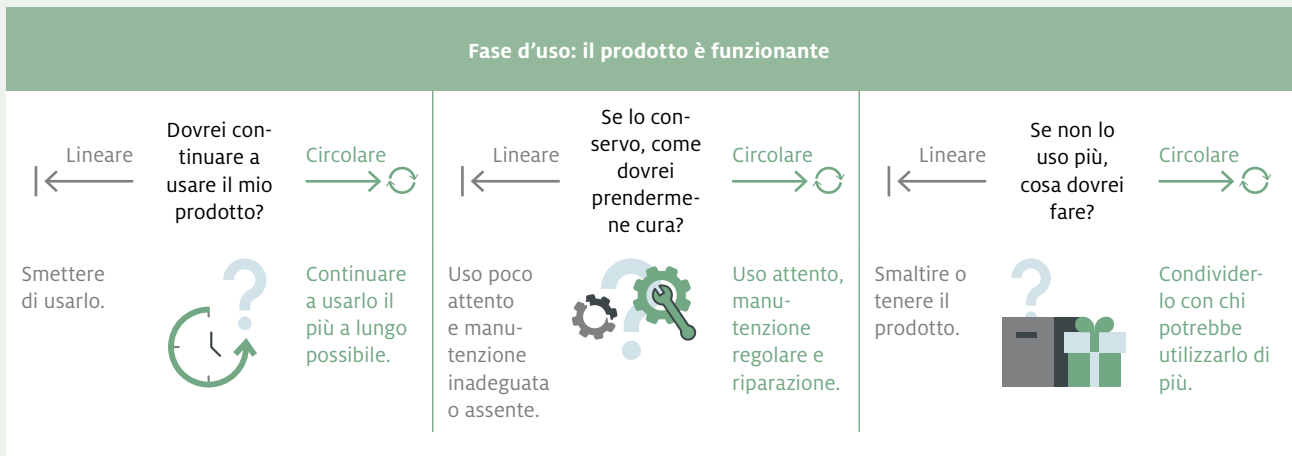 Fase d’uso: il prodotto è funzionante
Lineare
Dovrei con-
tinuare a
usare il mio
prodotto?
Circolare
Smettere
di usarlo.
Continuare
a usarlo il
più a lungo
possibile.
Lineare
Se lo con-
servo, come
dovrei
prenderme-
ne cura?
Circolare
Uso poco
attento
e manu-
tenzione
inadeguata
o assente.
Uso attento,
manu-
tenzione
regolare e
riparazione.
Lineare
Se non lo
uso più,
cosa dovrei
fare?
Circolare
Smaltire o
tenere il
prodotto.
Condivider-
lo con chi
potrebbe
utilizzarlo di
più.